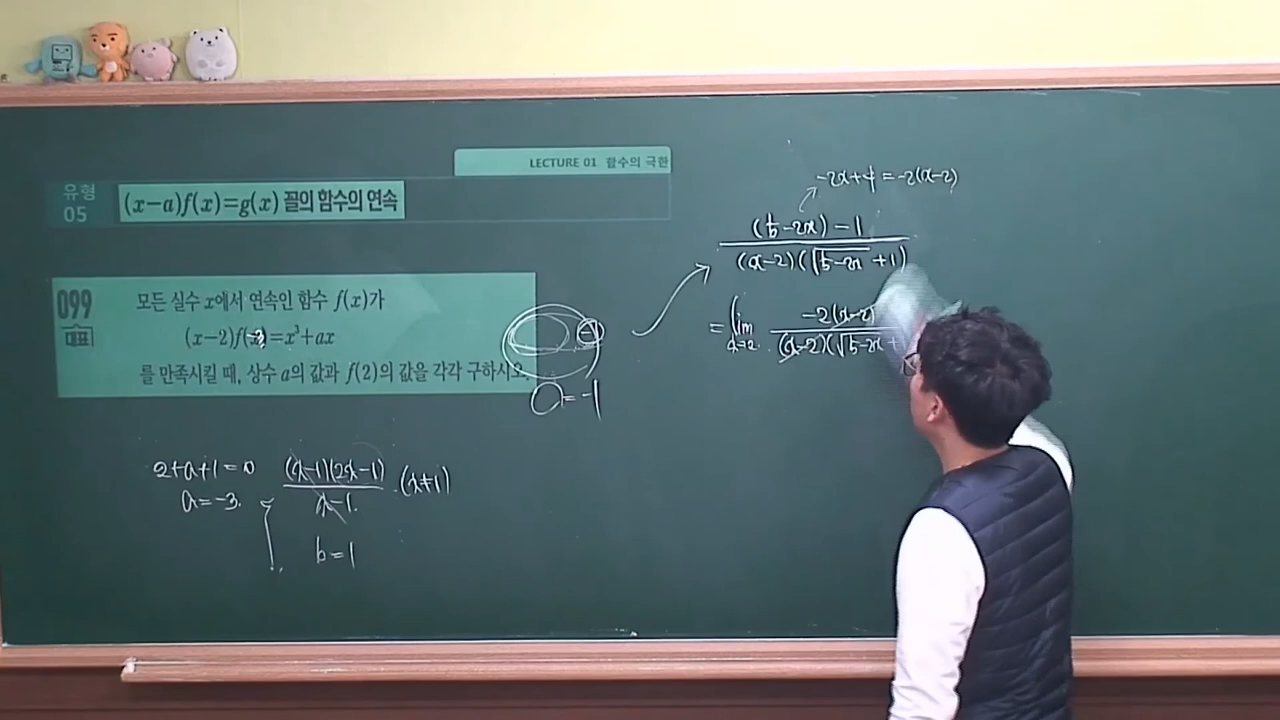 LECTURE 01 함수의 극한
유형
05
(x-a)f(x)=g(x) 꼴의 함수의 연속
099
대표
모든 실수 x에서 연속인 함수 f(x)가
(x-2)f(x)=x³+ax
를 만족시킬 때, 상수 a의 값과 f(2)의 값을 각각 구하시오.
2+a+1=0
a=-3.
(x-1)(2x-1)
x-1
(x≠1)
b=1
-1
a=-1
-2x+4=-2(x-2)
(5-2x)-1
(x-2)(√5-2x +1)
= lim x→2 -2(x-2)
(x-2)(√5-2x +